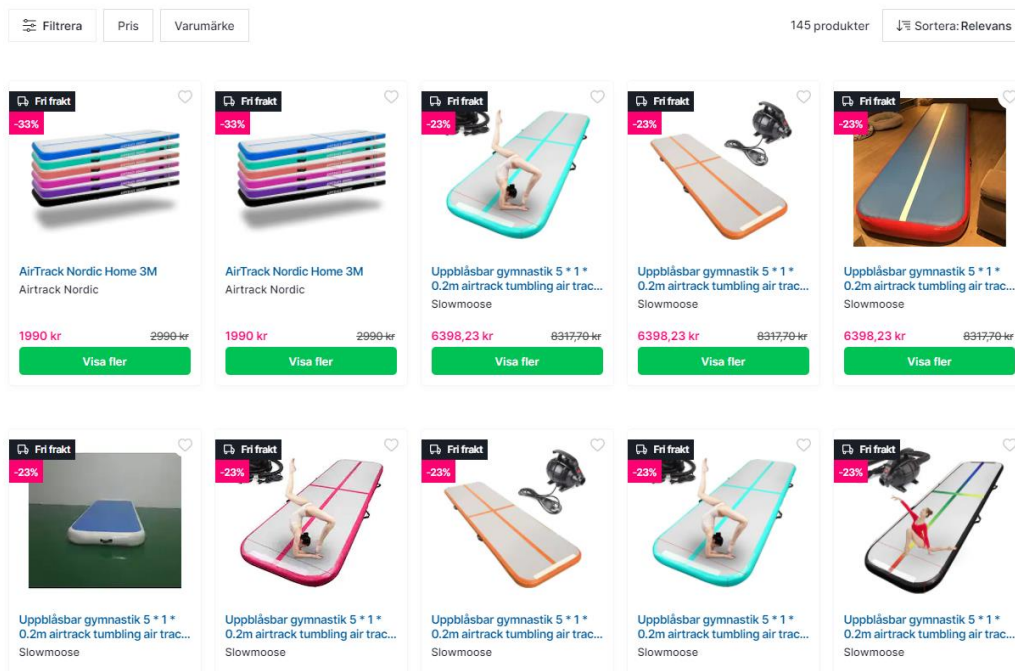 Filtrera
Pris
Varumärke
145 produkter
Sortera: Relevans
Fri frakt
-33%
AirTrack Nordic Home 3M
Airtrack Nordic
1990 kr 2990 kr
Visa fler
Fri frakt
-33%
AirTrack Nordic Home 3M
Airtrack Nordic
1990 kr 2990 kr
Visa fler
Fri frakt
-23%
Uppblåsbar gymnastik 5 * 1 *
0.2m airtrack tumbling air trac...
Slowmoose
6398,23 kr 8317,70 kr
Visa fler
Fri frakt
-23%
Uppblåsbar gymnastik 5 * 1 *
0.2m airtrack tumbling air trac...
Slowmoose
6398,23 kr 8317,70 kr
Visa fler
Fri frakt
-23%
Uppblåsbar gymnastik 5 * 1 *
0.2m airtrack tumbling air trac...
Slowmoose
6398,23 kr 8317,70 kr
Visa fler
Fri frakt
-23%
Uppblåsbar gymnastik 5 * 1 *
0.2m airtrack tumbling air trac...
Slowmoose
Fri frakt
-23%
Uppblåsbar gymnastik 5 * 1 *
0.2m airtrack tumbling air trac...
Slowmoose
Fri frakt
-23%
Uppblåsbar gymnastik 5 * 1 *
0.2m airtrack tumbling air trac...
Slowmoose
Fri frakt
-23%
Uppblåsbar gymnastik 5 * 1 *
0.2m airtrack tumbling air trac...
Slowmoose
Fri frakt
-23%
Uppblåsbar gymnastik 5 * 1 *
0.2m airtrack tumbling air trac...
Slowmoose